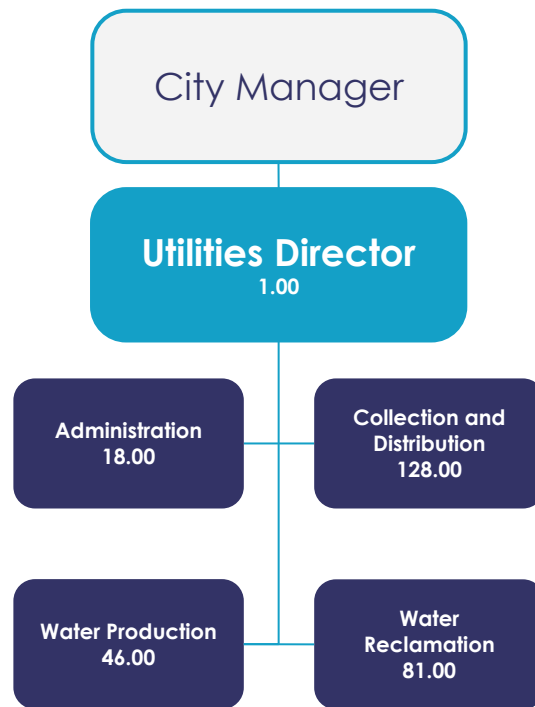 City Manager
Utilities Director
1.00
Administration
18.00
Collection and
Distribution
128.00
Water Production
46.00
Water
Reclamation
81.00